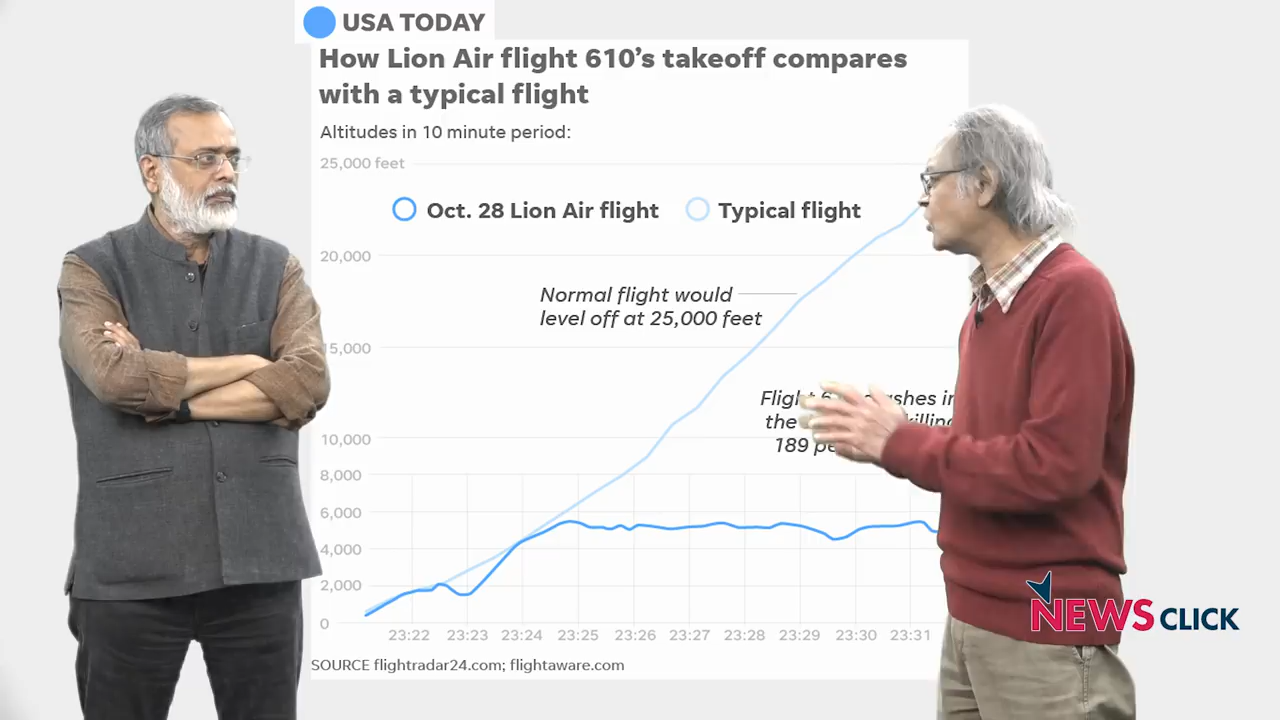 USA TODAY
How Lion Air flight 610’s takeoff compares
with a typical flight
Altitudes in 10 minute period:
25,000 feet
Oct. 28 Lion Air flight
Typical flight
20,000
Normal flight would
level off at 25,000 feet
15,000
Flight
the
189
10,000
8,000
6,000
4,000
2,000
0
23:22 23:23 23:24 23:25 23:26 23:27 23:28 23:29 23:30 23:31
SOURCE flightradar24.com; flightaware.com
NEWS CLICK